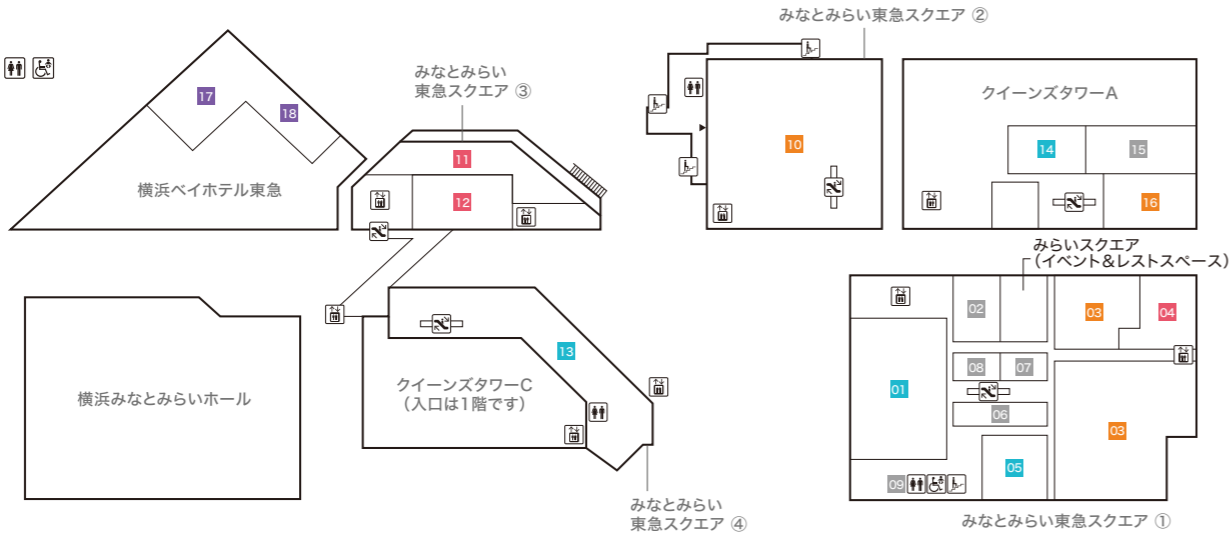 みなとみらい東急スクエア ②
みなとみらい
東急スクエア ③
17
18
横浜ベイホテル東急
11
12
10
クイーンズタワーA
14
15
16
みらいスクエア
(イベント&レストスペース)
横浜みなとみらいホール
13
クイーンズタワーC
(入口は1階です)
みなとみらい
東急スクエア ④
02
03
04
01
08
07
06
03
05
09
みなとみらい東急スクエア ①